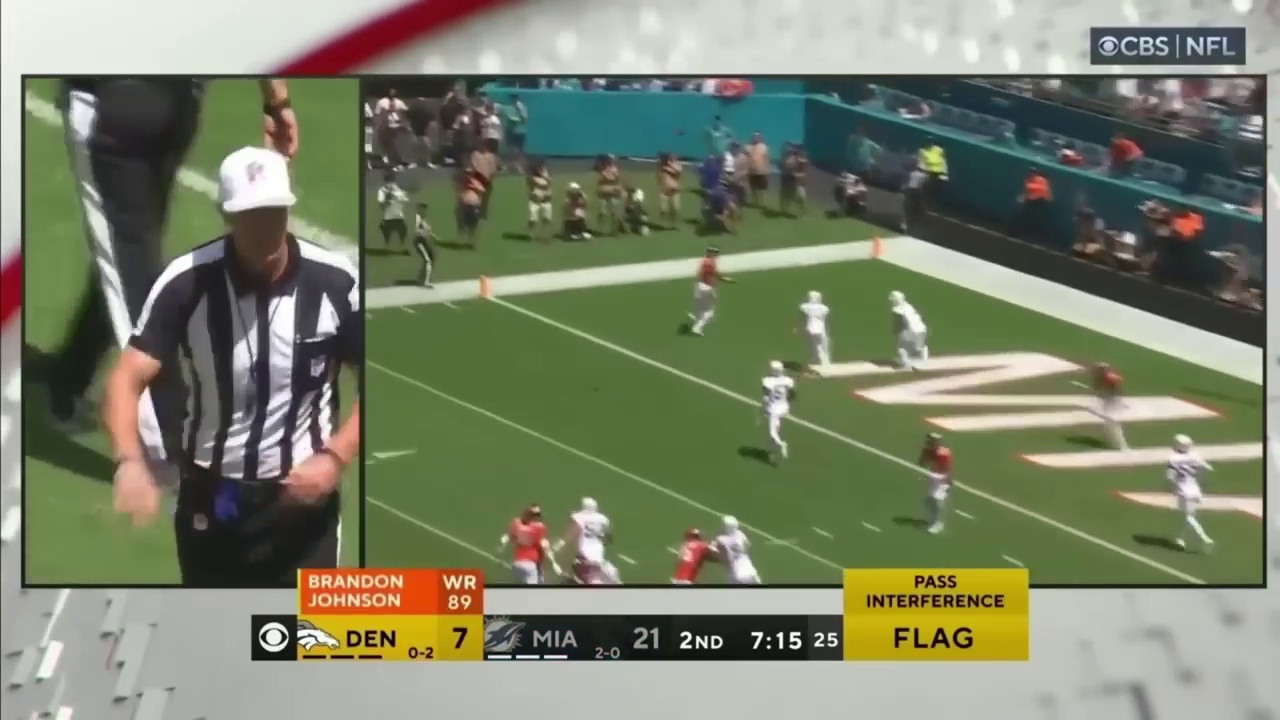 CBS | NFL
BRANDON JOHNSON WR 89
PASS INTERFERENCE
DEN 0-2 7 MIA 2-0 21 2ND 7:15 25 FLAG